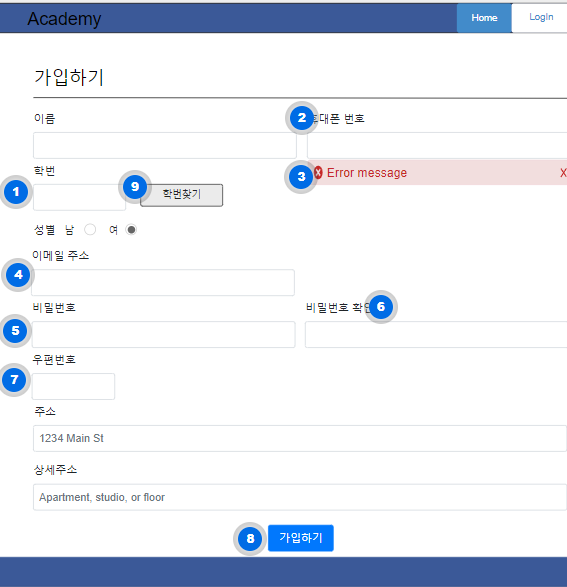 Academy
Home
Login
가입하기
이름
2
대폰 번호
학번
3
Error message
X
1
9
학번찾기
성별 남 여
이메일 주소
4
비밀번호
비밀번호 확인
6
5
우편번호
7
주소
1234 Main St
상세주소
Apartment, studio, or floor
8
가입하기